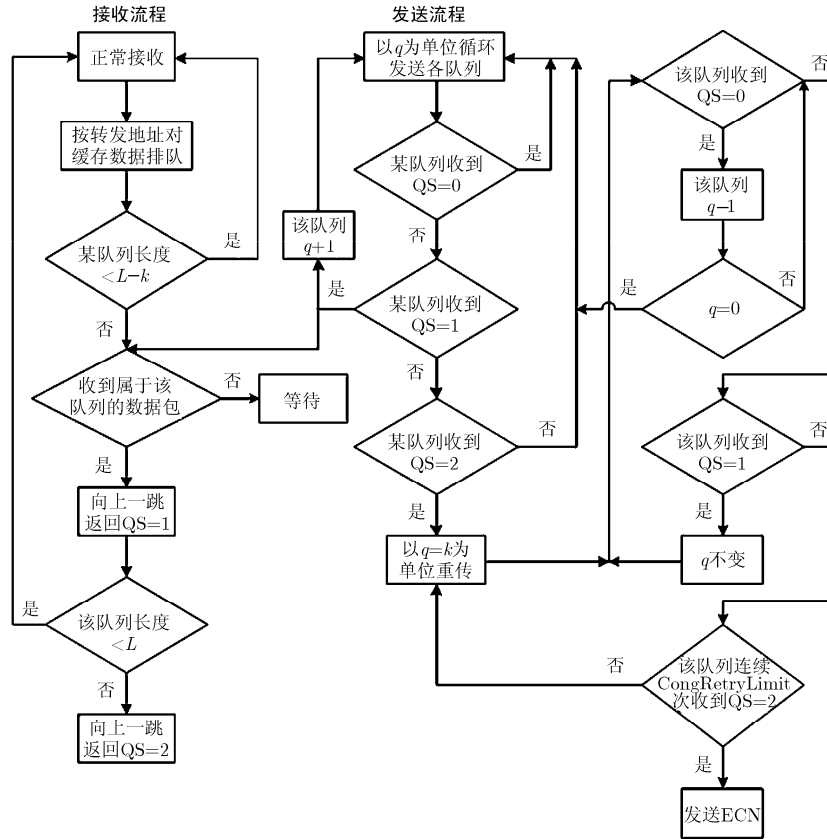 接收流程
正常接收
按转发地址对
缓存数据排队
某队列长度
<L−k
是
否
收到属于该
队列的数据包
否
等待
是
向上一跳
返回QS=1
该队列长度
<L
是
否
向上一跳
返回QS=2
发送流程
以q为单位循环
发送各队列
某队列收到
QS=0
是
否
该队列
q+1
是
某队列收到
QS=1
否
某队列收到
QS=2
否
是
以q=k为
单位重传
该队列收到
QS=0
否
是
该队列
q−1
q=0
是
否
该队列收到
QS=1
否
是
q不变
该队列连续
CongRetryLimit
次收到QS=2
否
是
发送ECN